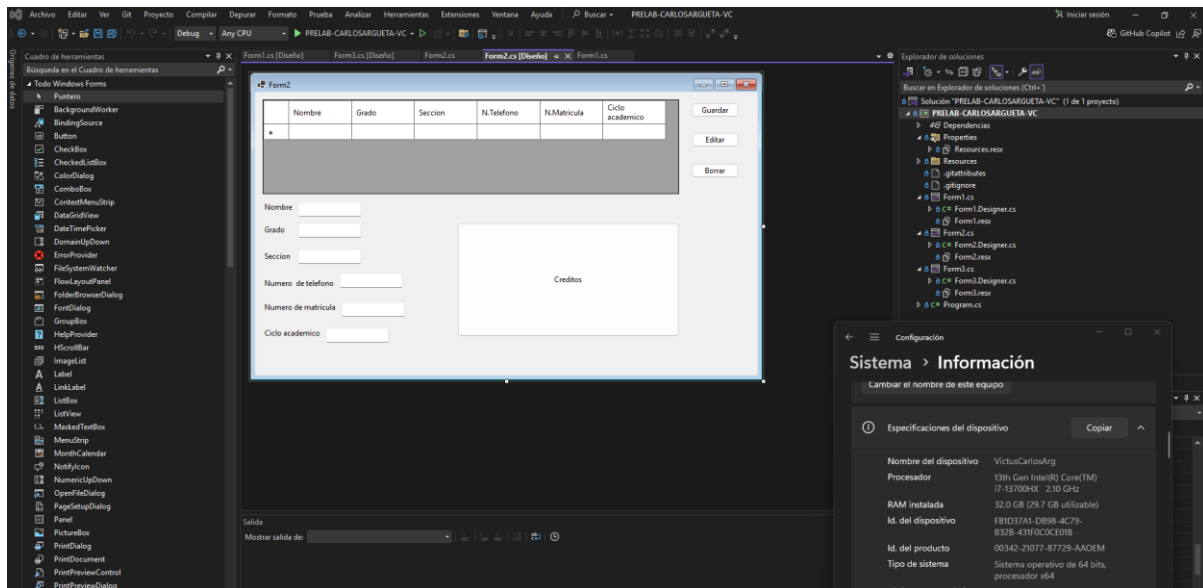 Archivo Editar Ver Git Proyecto Compilar Depurar Formato Prueba Analizar Herramientas Extensiones Ventana Ayuda Buscar PRELAB-CARLOSARGUETA-VC Iniciar sesión
Debug Any CPU PRELAB-CARLOSARGUETA-VC GitHub Copilot
Orígenes de datos
Cuadro de herramientas
Búsqueda en el Cuadro de herramientas
Todo Windows Forms
Puntero
BackgroundWorker
BindingSource
Button
CheckBox
CheckedListBox
ColorDialog
ComboBox
ContextMenuStrip
DataGridView
DateTimePicker
DomainUpDown
ErrorProvider
FileSystemWatcher
FlowLayoutPanel
FolderBrowserDialog
FontDialog
GroupBox
HelpProvider
HScrollBar
ImageList
Label
LinkLabel
ListBox
ListView
MaskedTextBox
MenuStrip
MonthCalendar
NotifyIcon
NumericUpDown
OpenFileDialog
PageSetupDialog
Panel
PictureBox
PrintDialog
PrintDocument
PrintPreviewControl
PrintPreviewDialog
Form1.cs [Diseño] Form3.cs [Diseño] Form2.cs Form2.cs [Diseño] Form1.cs
Form2
Nombre Grado Seccion N.Telefono N.Matricula Ciclo academico
Guardar
Editar
Borrar
Nombre
Grado
Seccion
Numero de telefono
Numero de matricula
Ciclo academico
Creditos
Salida
Mostrar salida de:
Explorador de soluciones
Buscar en Explorador de soluciones (Ctrl+')
Solución "PRELAB-CARLOSARGUETA-VC" (1 de 1 proyecto)
PRELAB-CARLOSARGUETA-VC
Dependencias
Properties
Resources.resx
Resources
.gitattributes
.gitignore
Form1.cs
C# Form1.Designer.cs
Form1.resx
Form2.cs
C# Form2.Designer.cs
Form2.resx
Form3.cs
C# Form3.Designer.cs
Form3.resx
C# Program.cs
Configuración
Sistema > Información
Cambiar el nombre de este equipo
Especificaciones del dispositivo Copiar
Nombre del dispositivo VictusCarlosArg
Procesador 13th Gen Intel(R) Core(TM)
i7-13700HX 2.10 GHz
RAM instalada 32.0 GB (29.7 GB utilizable)
Id. del dispositivo FB1D37A1-D898-4C79-
832B-431F0C0CE01B
Id. del producto 00342-21077-87729-AAOEM
Tipo de sistema Sistema operativo de 64 bits,
procesador x64